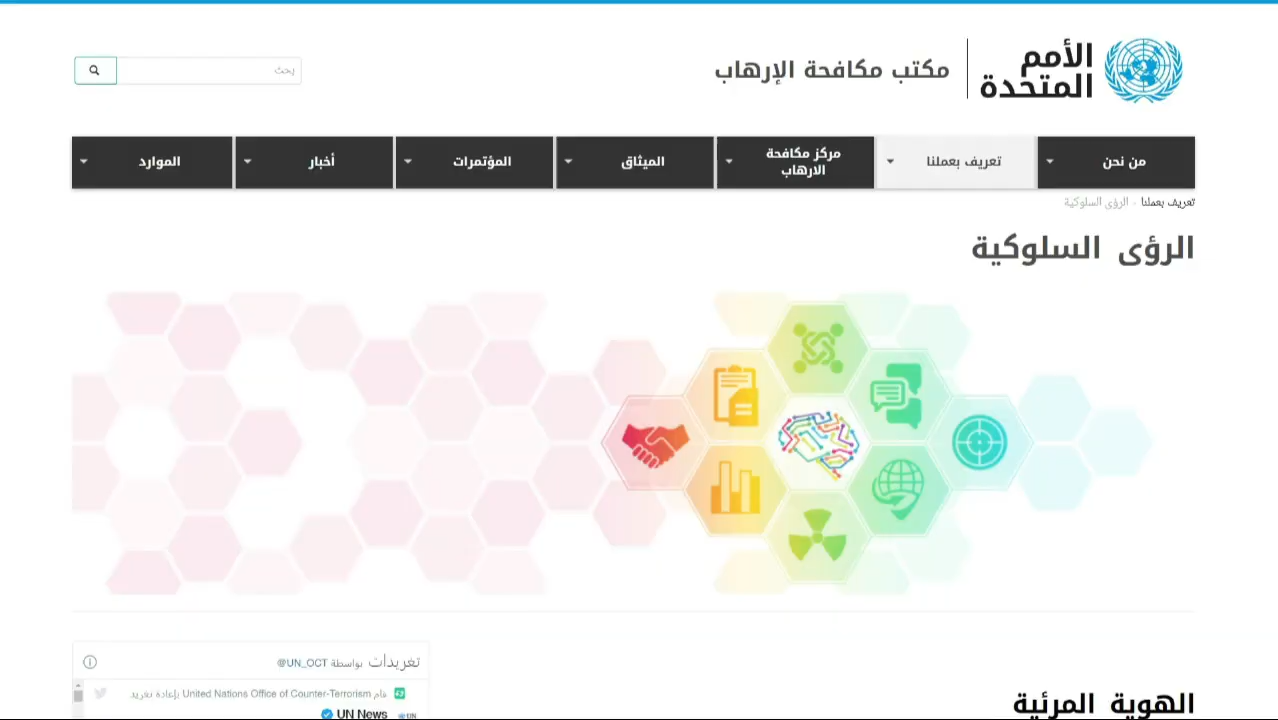 الأمم
المتحدة
مكتب مكافحة الإرهاب
بحث
من نحن
تعريف بعملنا
مركز مكافحة
الارهاب
الميثاق
المؤتمرات
أخبار
الموارد
تعريف بعملنا - الرؤى السلوكية
الرؤى السلوكية
الهوية المرئية
تغريدات بواسطة @UN_OCT
قام United Nations Office of Counter-Terrorism بإعادة تغريد
UN News
UN